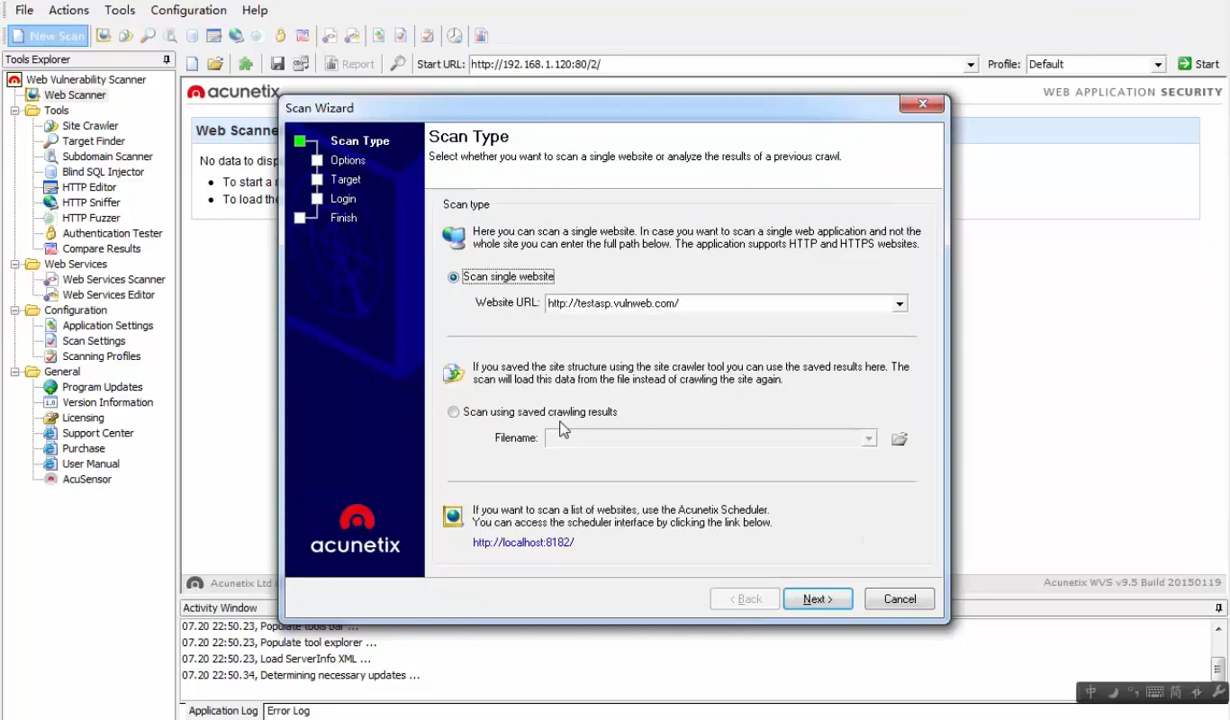 File Actions Tools Configuration Help
New Scan
Tools Explorer
Report Start URL: http://192.168.1.120:80/2/ Profile: Default Start
Web Vulnerability Scanner
Web Scanner
Tools
Site Crawler
Target Finder
Subdomain Scanner
Blind SQL Injector
HTTP Editor
HTTP Sniffer
HTTP Fuzzer
Authentication Tester
Compare Results
Web Services
Web Services Scanner
Web Services Editor
Configuration
Application Settings
Scan Settings
Scanning Profiles
General
Program Updates
Version Information
Licensing
Support Center
Purchase
User Manual
AcuSensor
acunetix
WEB APPLICATION SECURITY
Web Scanne
No data to disp
• To start a
• To load the
Scan Wizard
Scan Type
Options
Target
Login
Finish
acunetix
Scan Type
Select whether you want to scan a single website or analyze the results of a previous crawl.
Scan type
Here you can scan a single website. In case you want to scan a single web application and not the
whole site you can enter the full path below. The application supports HTTP and HTTPS websites.
Scan single website
Website URL: http://testasp.vulnweb.com/
If you saved the site structure using the site crawler tool you can use the saved results here. The
scan will load this data from the file instead of crawling the site again.
Scan using saved crawling results
Filename:
If you want to scan a list of websites, use the Acunetix Scheduler.
You can access the scheduler interface by clicking the link below.
http://localhost:8182/
< Back Next > Cancel
Acunetix Ltd
Acunetix WVS v9.5 Build 20150119
Activity Window
07.20 22:50.23, Populate tools bar ...
07.20 22:50.23, Populate tool explorer ...
07.20 22:50.23, Load ServerInfo XML ...
07.20 22:50.34, Determining necessary updates ...
Application Log Error Log
中 简